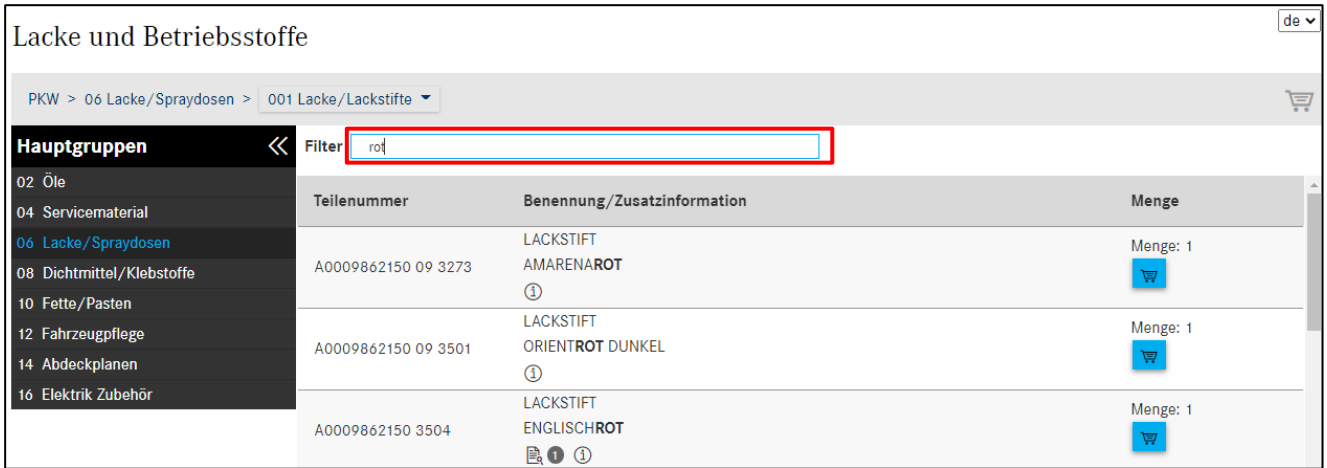 Lacke und Betriebsstoffe
de
PKW > 06 Lacke/Spraydosen > 001 Lacke/Lackstifte
Hauptgruppen
02 Öle
04 Servicematerial
06 Lacke/Spraydosen
08 Dichtmittel/Klebstoffe
10 Fette/Pasten
12 Fahrzeugpflege
14 Abdeckplanen
16 Elektrik Zubehör
Filter rot
Teilenummer Benennung/Zusatzinformation Menge
LACKSTIFT
A0009862150 09 3273 AMARENAROT Menge: 1
LACKSTIFT
A0009862150 09 3501 ORIENTROT DUNKEL Menge: 1
LACKSTIFT
A0009862150 3504 ENGLISCHROT Menge: 1
1